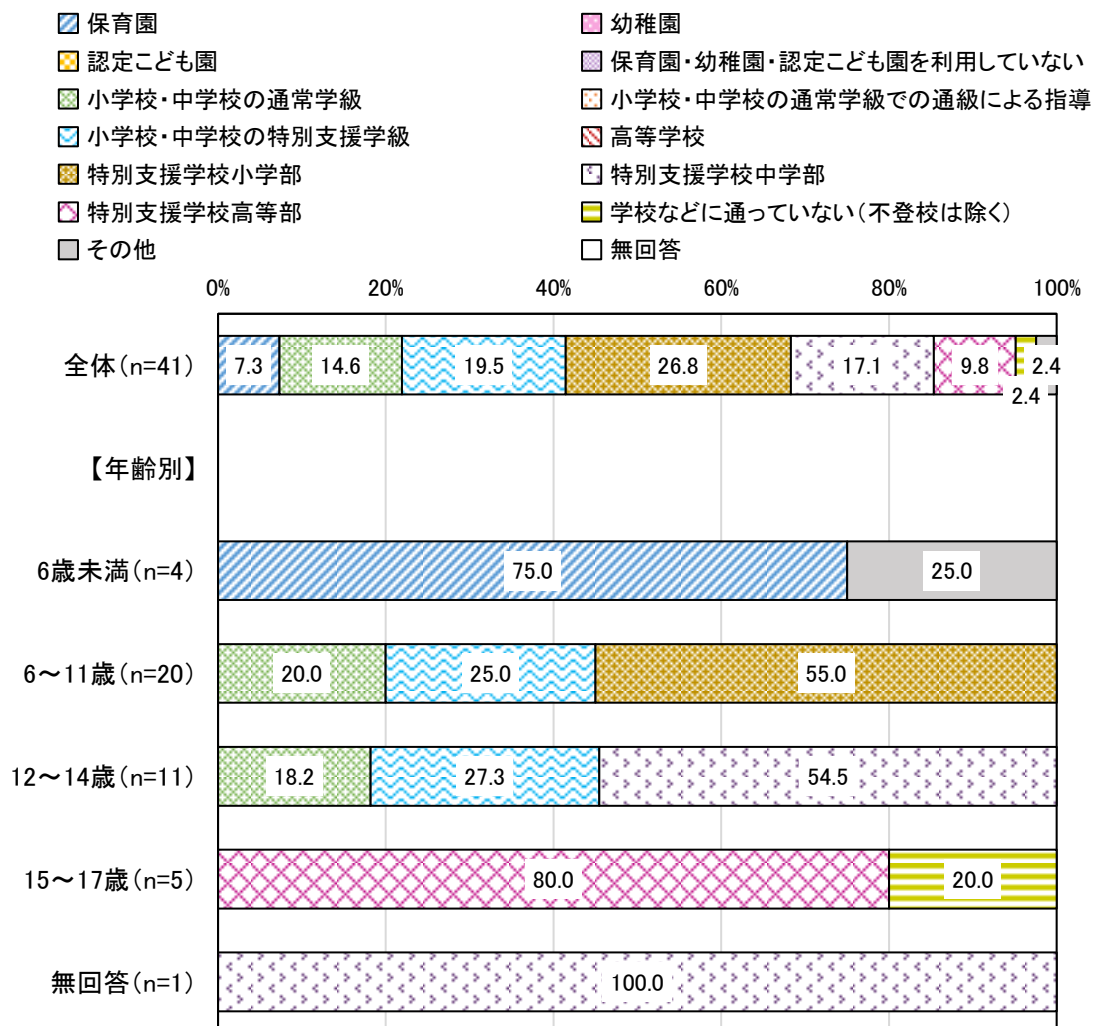 保育園 幼稚園
認定こども園 保育園・幼稚園・認定こども園を利用していない
小学校・中学校の通常学級 小学校・中学校の通常学級での通級による指導
小学校・中学校の特別支援学級 高等学校
特別支援学校小学部 特別支援学校中学部
特別支援学校高等部 学校などに通っていない(不登校は除く)
その他 無回答
0% 20% 40% 60% 80% 100%
全体(n=41) 7.3 14.6 19.5 26.8 17.1 9.8 2.4
2.4
【年齢別】
6歳未満(n=4) 75.0 25.0
6~11歳(n=20) 20.0 25.0 55.0
12~14歳(n=11) 18.2 27.3 54.5
15~17歳(n=5) 80.0 20.0
無回答(n=1) 100.0